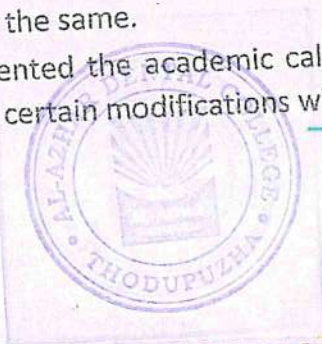 the same.
ented the academic cal
certain modifications w
AL-AZHAR DENTAL COLLEGE
THODUPUZHA